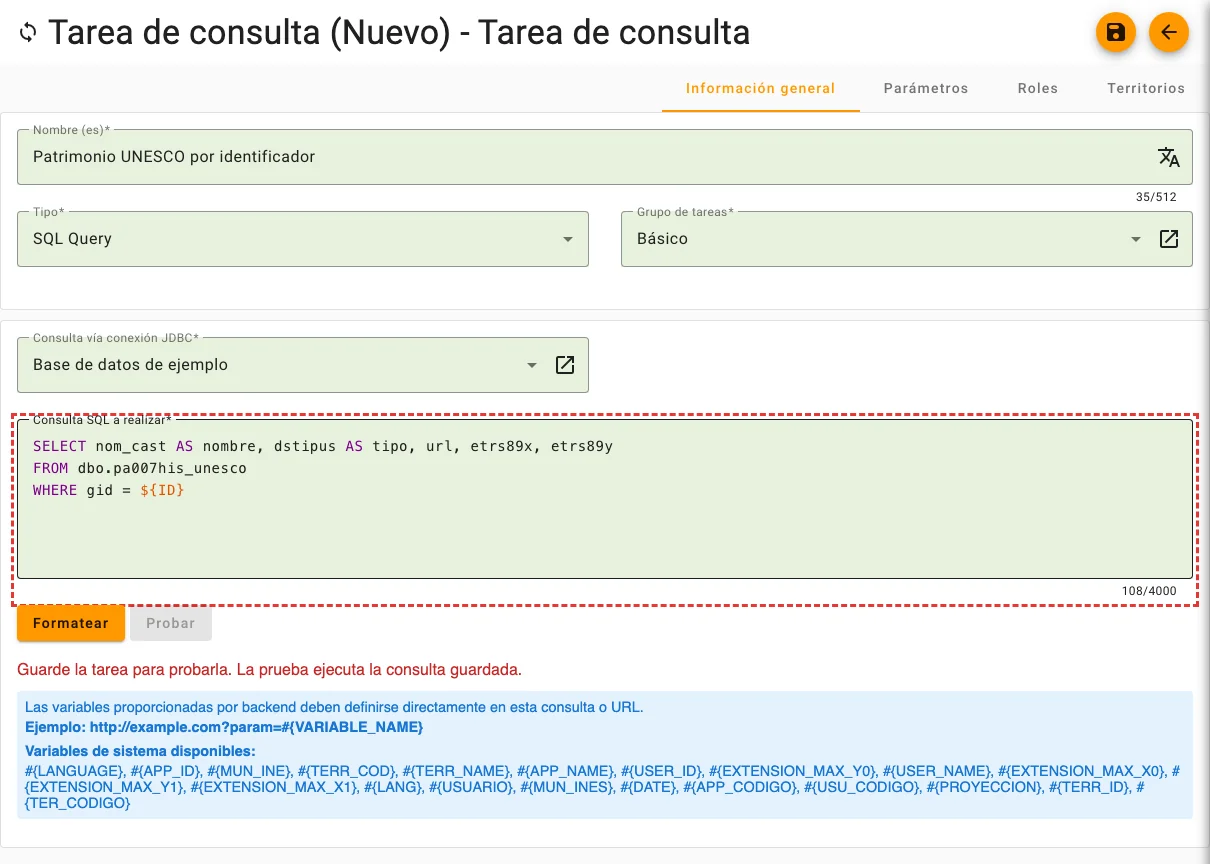 Tarea de consulta (Nuevo) - Tarea de consulta
Información general
Parámetros
Roles
Territorios
Nombre (es)*
Patrimonio UNESCO por identificador
35/512
Tipo*
SQL Query
Grupo de tareas*
Básico
Consulta vía conexión JDBC*
Base de datos de ejemplo
Consulta SQL a realizar*
SELECT nom_cast AS nombre, dstipus AS tipo, url, etrs89x, etrs89y
FROM dbo.pa007his_unesco
WHERE gid = ${ID}
108/4000
Formatear
Probar
Guarde la tarea para probarla. La prueba ejecuta la consulta guardada.
Las variables proporcionadas por backend deben definirse directamente en esta consulta o URL.
Ejemplo: http://example.com?param=#{VARIABLE_NAME}
Variables de sistema disponibles:
#{LANGUAGE}, #{APP_ID}, #{MUN_INE}, #{TERR_COD}, #{TERR_NAME}, #{APP_NAME}, #{USER_ID}, #{EXTENSION_MAX_Y0}, #{USER_NAME}, #{EXTENSION_MAX_X0}, #
{EXTENSION_MAX_Y1}, #{EXTENSION_MAX_X1}, #{LANG}, #{USUARIO}, #{MUN_INES}, #{DATE}, #{APP_CODIGO}, #{USU_CODIGO}, #{PROYECCION}, #{TERR_ID}, #
{TER_CODIGO}